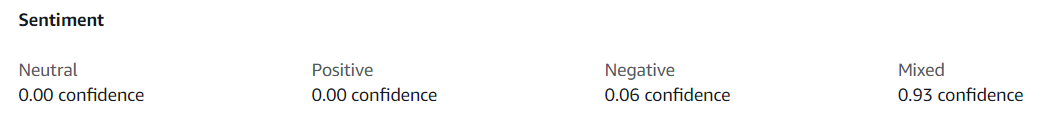 Sentiment
Neutral Positive Negative Mixed
0.00 confidence 0.00 confidence 0.06 confidence 0.93 confidence